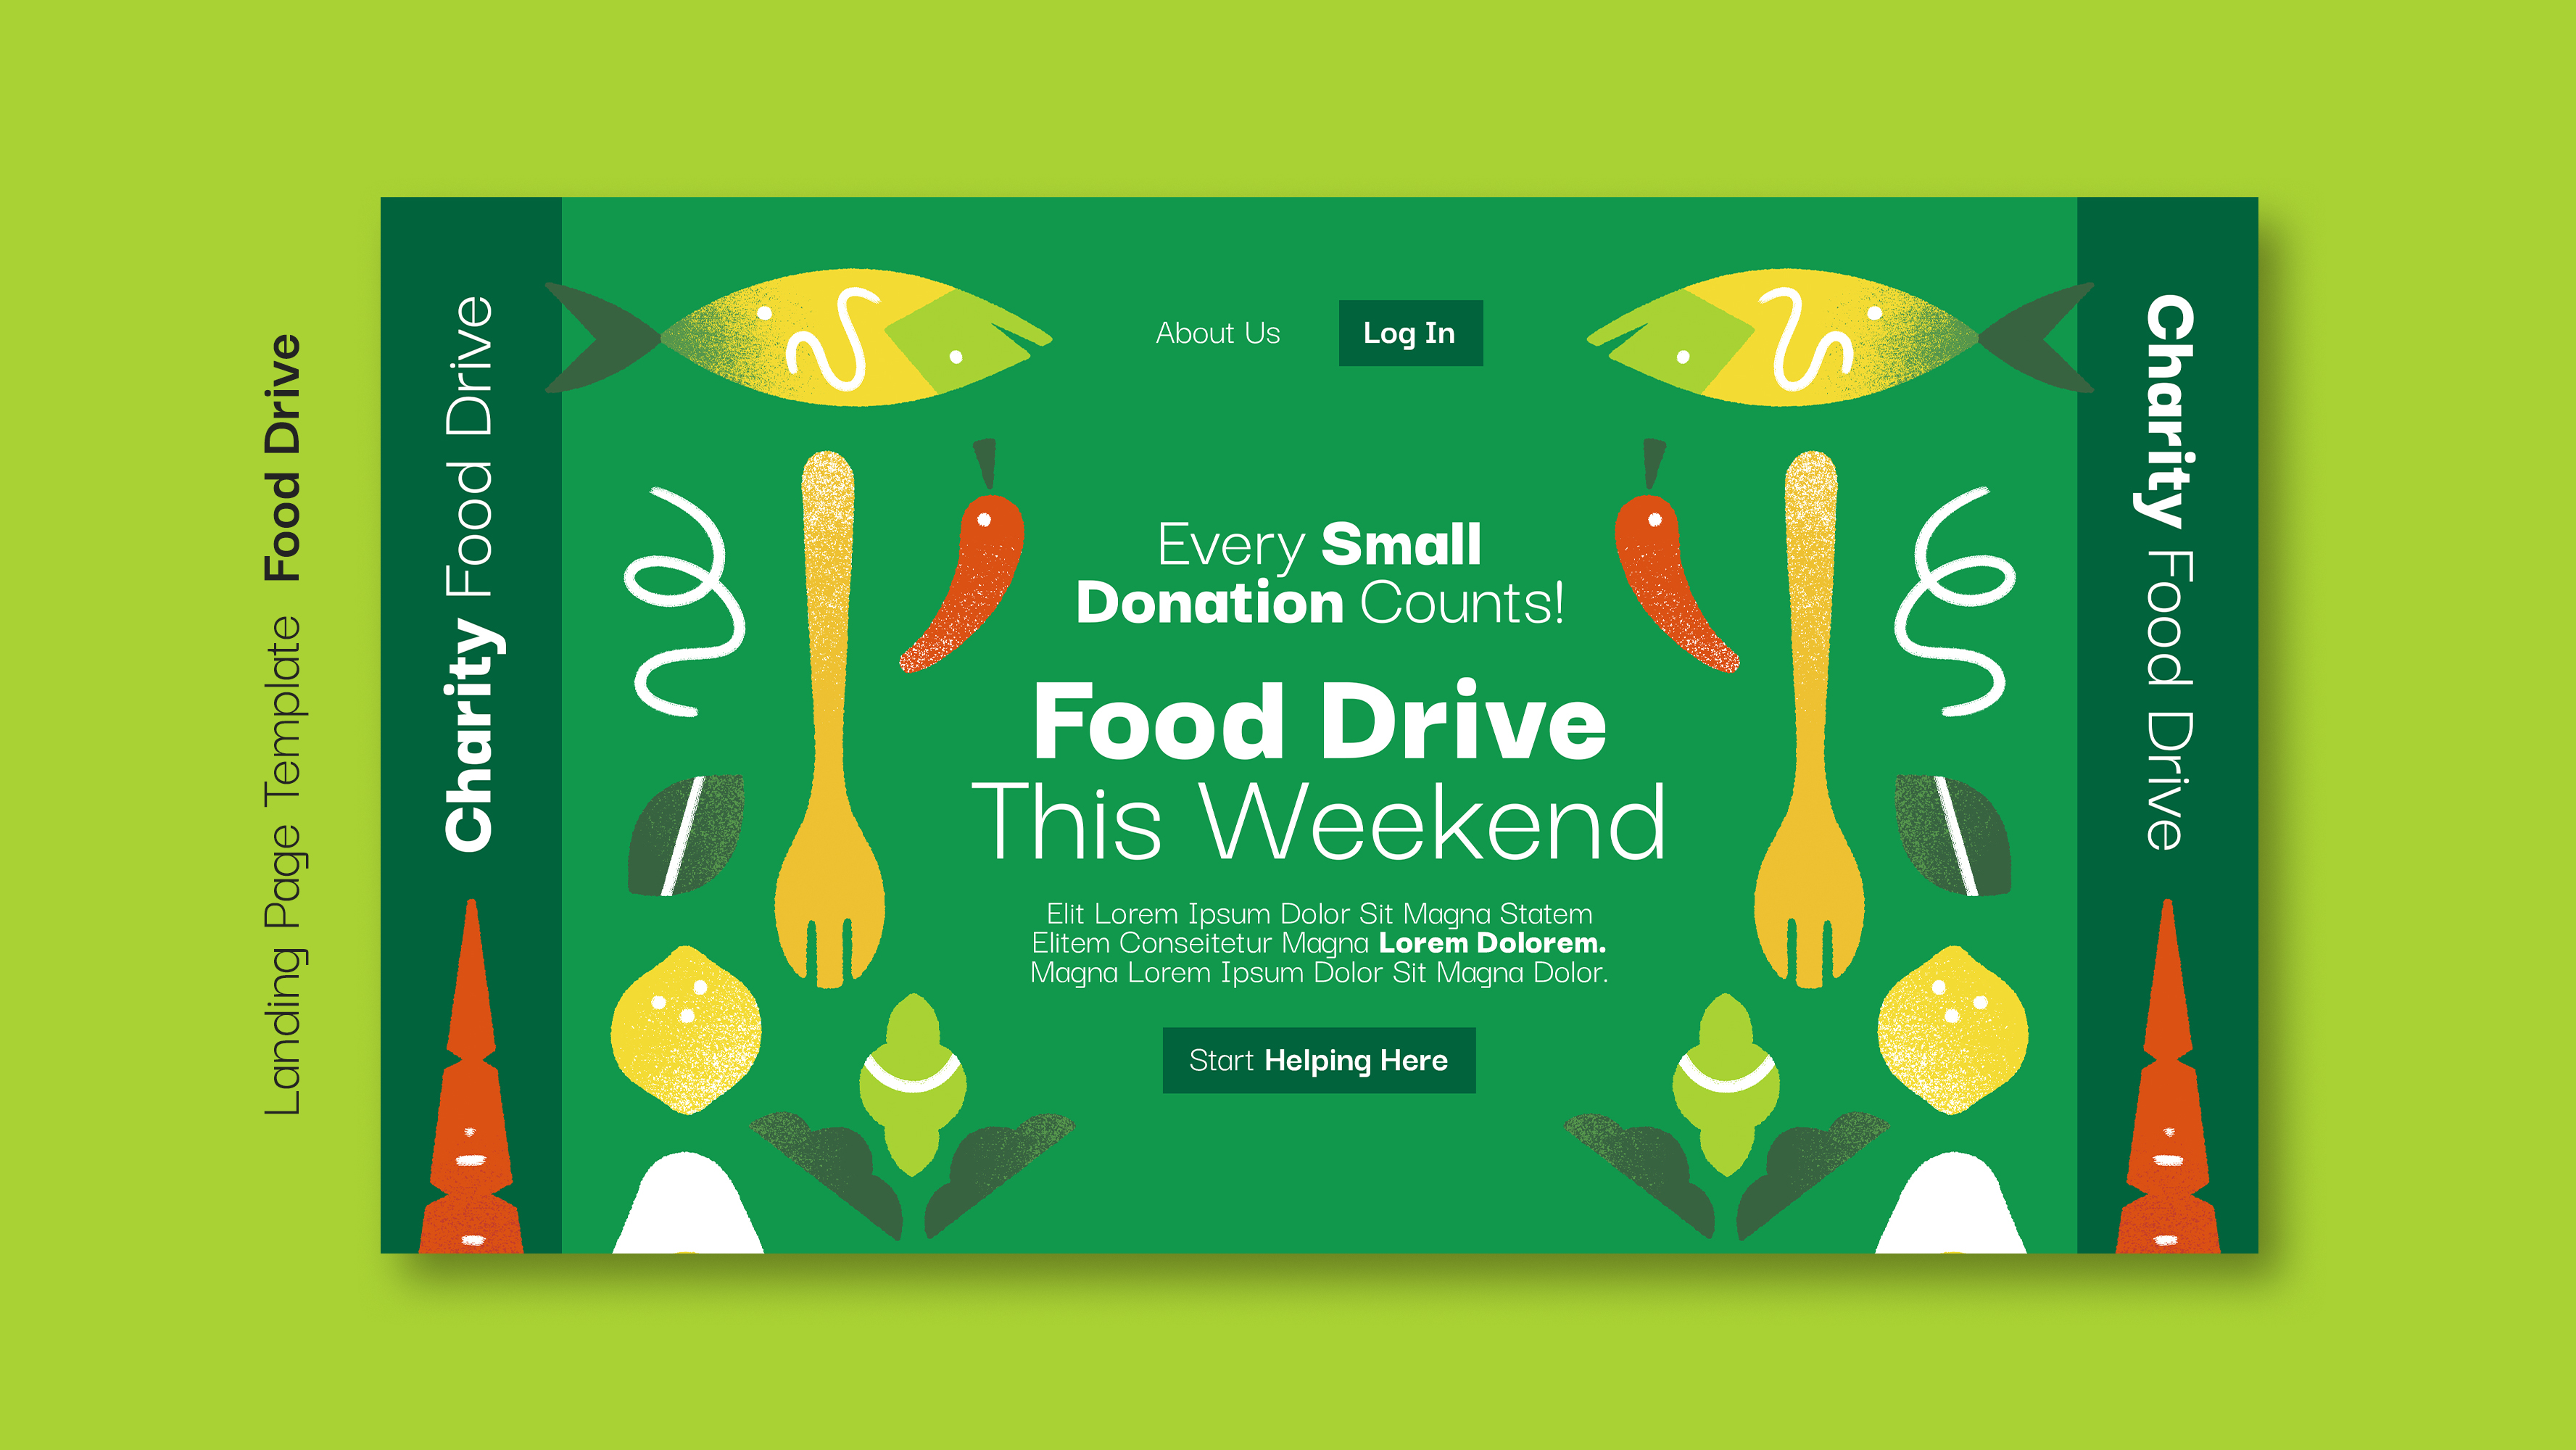 Landing Page Template Food Drive
Charity Food Drive
About Us
Log In
Every Small
Donation Counts!
Food Drive
This Weekend
Elit Lorem Ipsum Dolor Sit Magna Statem
Elitem Conseitetur Magna Lorem Dolorem.
Magna Lorem Ipsum Dolor Sit Magna Dolor.
Start Helping Here
Charity Food Drive